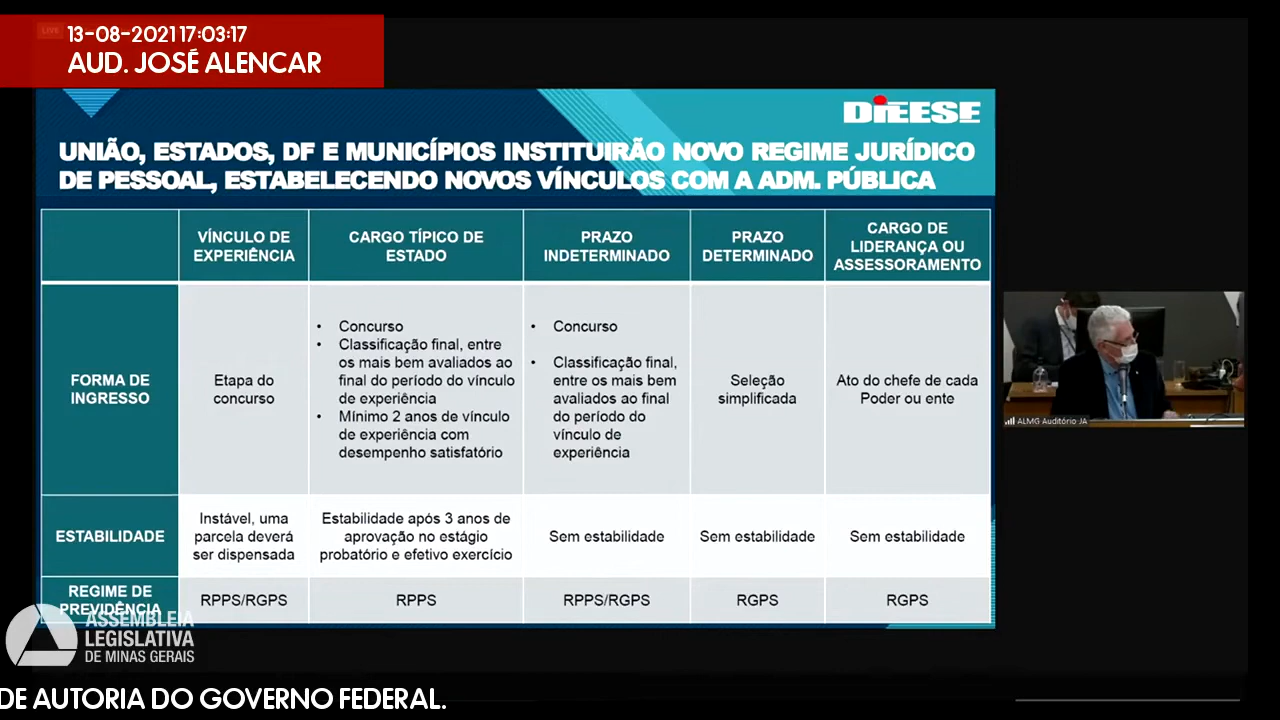 LIVE
13-08-2021 17:03:17
AUD. JOSÉ ALENCAR
DIEESE
UNIÃO, ESTADOS, DF E MUNICÍPIOS INSTITUIRÃO NOVO REGIME JURÍDICO
DE PESSOAL, ESTABELECENDO NOVOS VÍNCULOS COM A ADM. PÚBLICA
VÍNCULO DE
EXPERIÊNCIA
CARGO TÍPICO DE
ESTADO
PRAZO
INDETERMINADO
PRAZO
DETERMINADO
CARGO DE
LIDERANÇA OU
ASSESSORAMENTO
FORMA DE
INGRESSO
Etapa do
concurso
• Concurso
• Classificação final, entre
os mais bem avaliados ao
final do período do vínculo
de experiência
• Mínimo 2 anos de vínculo
de experiência com
desempenho satisfatório
• Concurso
• Classificação final,
entre os mais bem
avaliados ao final
do período do
vínculo de
experiência
Seleção
simplificada
Ato do chefe de cada
Poder ou ente
ESTABILIDADE
Instável, uma
parcela deverá
ser dispensada
Estabilidade após 3 anos de
aprovação no estágio
probatório e efetivo exercício
Sem estabilidade
Sem estabilidade
Sem estabilidade
REGIME DE
PREVIDÊNCIA
RPPS/RGPS
RPPS
RPPS/RGPS
RGPS
RGPS
ALMG Auditório JA
ASSEMBLEIA
LEGISLATIVA
DE MINAS GERAIS
DE AUTORIA DO GOVERNO FEDERAL.